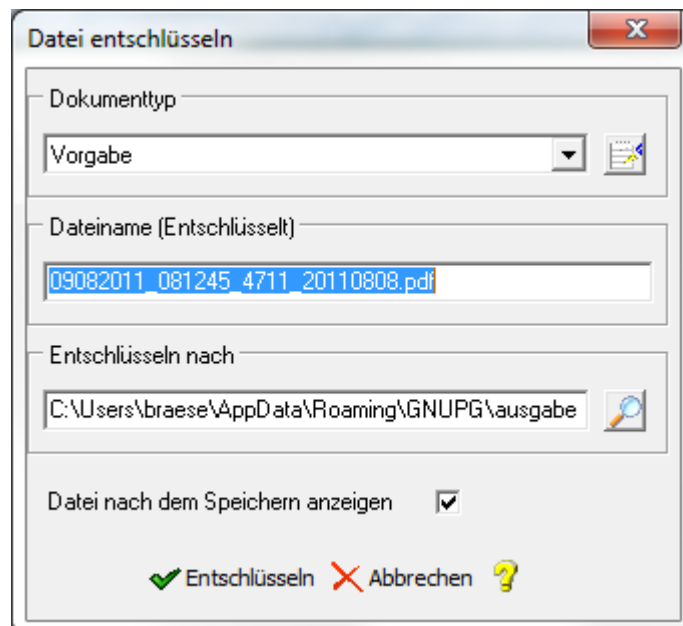 Datei entschlüsseln
Dokumenttyp
Vorgabe
Dateiname (Entschlüsselt)
09082011_081245_4711_20110808.pdf
Entschlüsseln nach
C:\Users\braese\AppData\Roaming\GNUPG\ausgabe
Datei nach dem Speichern anzeigen
Entschlüsseln Abbrechen